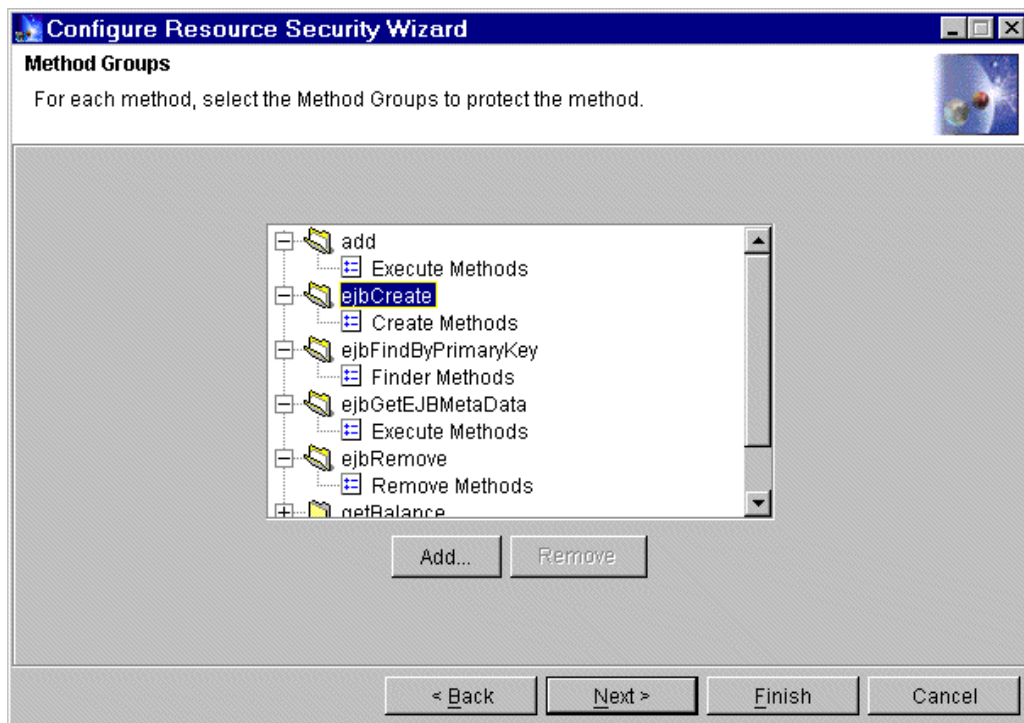 Configure Resource Security Wizard
Method Groups
For each method, select the Method Groups to protect the method.
add
Execute Methods
ejbCreate
Create Methods
ejbFindByPrimaryKey
Finder Methods
ejbGetEJBMetaData
Execute Methods
ejbRemove
Remove Methods
getBalance
Add... Remove
< Back Next > Finish Cancel